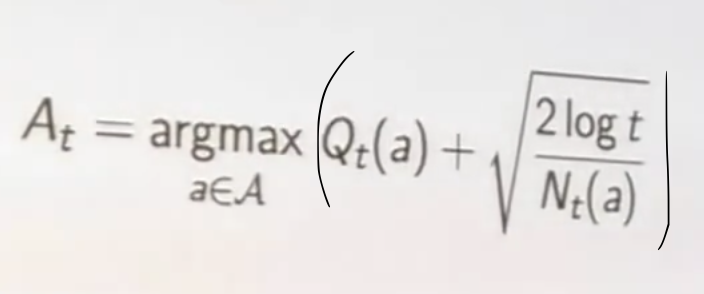 A_t = argmax_{a∈𝒜} ( Q_t(a) + √(2 log t / N_t(a)) )